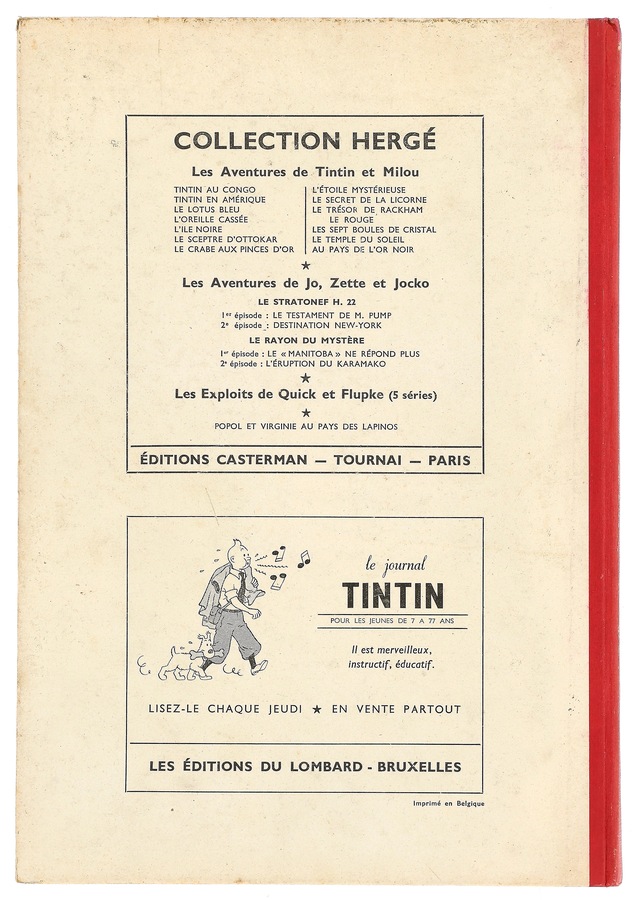 COLLECTION HERGÉ
Les Aventures de Tintin et Milou
TINTIN AU CONGO
TINTIN EN AMÉRIQUE
LE LOTUS BLEU
L'OREILLE CASSÉE
L'ILE NOIRE
LE SCEPTRE D'OTTOKAR
LE CRABE AUX PINCES D'OR
L'ÉTOILE MYSTÉRIEUSE
LE SECRET DE LA LICORNE
LE TRÉSOR DE RACKHAM
LE ROUGE
LES SEPT BOULES DE CRISTAL
LE TEMPLE DU SOLEIL
AU PAYS DE L'OR NOIR
★
Les Aventures de Jo, Zette et Jocko
LE STRATONEF H. 22
1er épisode : LE TESTAMENT DE M. PUMP
2e épisode : DESTINATION NEW-YORK
LE RAYON DU MYSTÈRE
1er épisode : LE « MANITOBA » NE RÉPOND PLUS
2e épisode : L'ÉRUPTION DU KARAMAKO
★
Les Exploits de Quick et Flupke (5 séries)
★
POPOL ET VIRGINIE AU PAYS DES LAPINOS
ÉDITIONS CASTERMAN — TOURNAI — PARIS
le journal
TINTIN
POUR LES JEUNES DE 7 A 77 ANS
Il est merveilleux,
instructif, éducatif.
LISEZ-LE CHAQUE JEUDI ★ EN VENTE PARTOUT
LES ÉDITIONS DU LOMBARD - BRUXELLES
Imprimé en Belgique